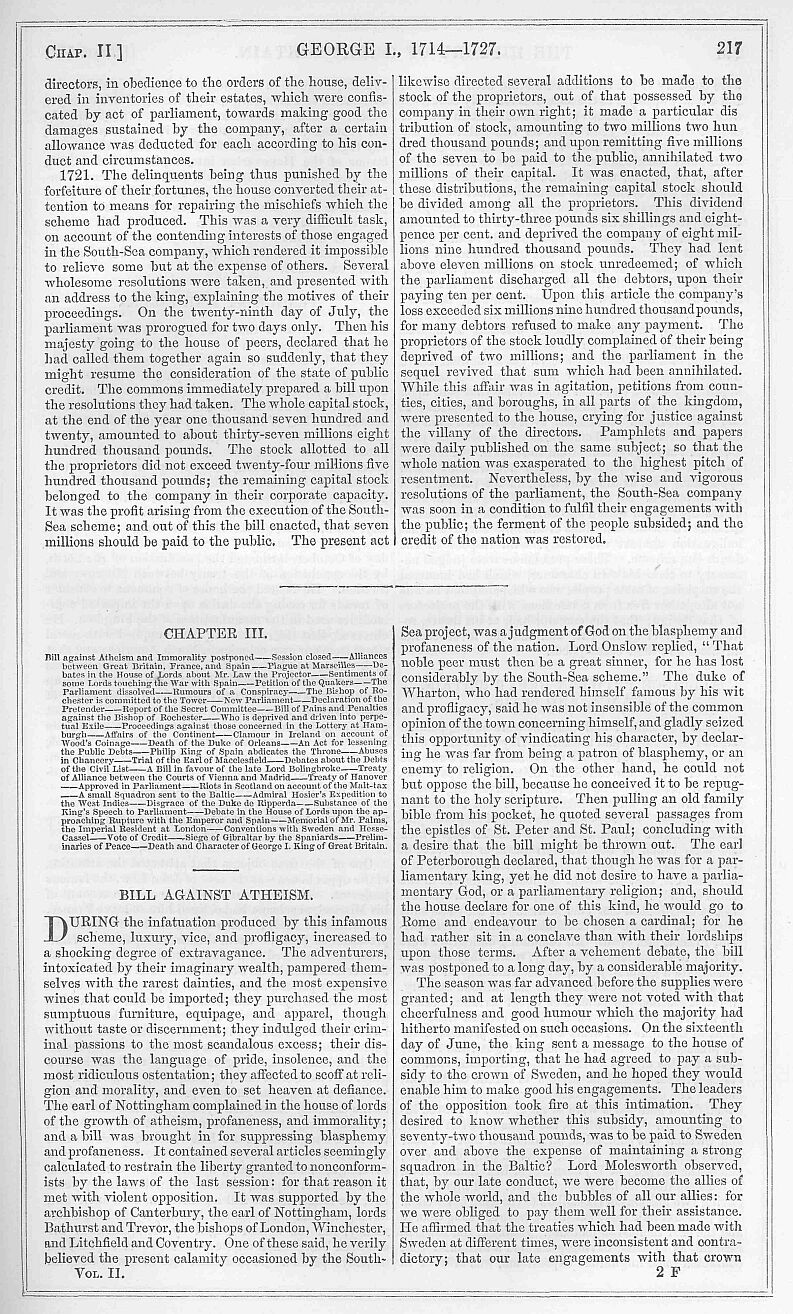 CHAP. II.]
GEORGE I., 1714—1727.
217
directors, in obedience to the orders of the house, deliv-
ered in inventories of their estates, which were confis-
cated by act of parliament, towards making good the
damages sustained by the company, after a certain
allowance was deducted for each according to his con-
duct and circumstances.
1721. The delinquents being thus punished by the
forfeiture of their fortunes, the house converted their at-
tention to means for repairing the mischiefs which the
scheme had produced. This was a very difficult task,
on account of the contending interests of those engaged
in the South-Sea company, which rendered it impossible
to relieve some but at the expense of others. Several
wholesome resolutions were taken, and presented with
an address to the king, explaining the motives of their
proceedings. On the twenty-ninth day of July, the
parliament was prorogued for two days only. Then his
majesty going to the house of peers, declared that he
had called them together again so suddenly, that they
might resume the consideration of the state of public
credit. The commons immediately prepared a bill upon
the resolutions they had taken. The whole capital stock,
at the end of the year one thousand seven hundred and
twenty, amounted to about thirty-seven millions eight
hundred thousand pounds. The stock allotted to all
the proprietors did not exceed twenty-four millions five
hundred thousand pounds; the remaining capital stock
belonged to the company in their corporate capacity.
It was the profit arising from the execution of the South-
Sea scheme; and out of this the bill enacted, that seven
millions should be paid to the public. The present act
likewise directed several additions to be made to the
stock of the proprietors, out of that possessed by the
company in their own right; it made a particular dis
tribution of stock, amounting to two millions two hun
dred thousand pounds; and upon remitting five millions
of the seven to be paid to the public, annihilated two
millions of their capital. It was enacted, that, after
these distributions, the remaining capital stock should
be divided among all the proprietors. This dividend
amounted to thirty-three pounds six shillings and eight-
pence per cent. and deprived the company of eight mil-
lions nine hundred thousand pounds. They had lent
above eleven millions on stock unredeemed; of which
the parliament discharged all the debtors, upon their
paying ten per cent. Upon this article the company's
loss exceeded six millions nine hundred thousand pounds,
for many debtors refused to make any payment. The
proprietors of the stock loudly complained of their being
deprived of two millions; and the parliament in the
sequel revived that sum which had been annihilated.
While this affair was in agitation, petitions from coun-
ties, cities, and boroughs, in all parts of the kingdom,
were presented to the house, crying for justice against
the villany of the directors. Pamphlets and papers
were daily published on the same subject; so that the
whole nation was exasperated to the highest pitch of
resentment. Nevertheless, by the wise and vigorous
resolutions of the parliament, the South-Sea company
was soon in a condition to fulfil their engagements with
the public; the ferment of the people subsided; and the
credit of the nation was restored.
CHAPTER III.
Bill against Atheism and Immorality postponed——Session closed——Alliances
between Great Britain, France, and Spain——Plague at Marseilles——De-
bates in the House of Lords about Mr. Law the Projector——Sentiments of
some Lords touching the War with Spain——Petition of the Quakers——The
Parliament dissolved——Rumours of a Conspiracy——The Bishop of Ro-
chester is committed to the Tower——New Parliament——Declaration of the
Pretender——Report of the Secret Committee——Bill of Pains and Penalties
against the Bishop of Rochester——Who is deprived and driven into perpe-
tual Exile——Proceedings against those concerned in the Lottery at Ham-
burgh——Affairs of the Continent——Clamour in Ireland on account of
Wood's Coinage——Death of the Duke of Orleans——An Act for lessening
the Public Debts——Philip King of Spain abdicates the Throne——Abuses
in Chancery——Trial of the Earl of Macclesfield——Debates about the Debts
of the Civil List——A Bill in favour of the late Lord Bolingbroke——Treaty
of Alliance between the Courts of Vienna and Madrid——Treaty of Hanover
——Approved in Parliament——Riots in Scotland on account of the Malt-tax
——A small Squadron sent to the Baltic——Admiral Hosier's Expedition to
the West Indies——Disgrace of the Duke de Ripperda——Substance of the
King's Speech to Parliament——Debate in the House of Lords upon the ap-
proaching Rupture with the Emperor and Spain——Memorial of Mr. Palms,
the Imperial Resident at London——Conventions with Sweden and Hesse-
Cassel——Vote of Credit——Siege of Gibraltar by the Spaniards——Prelim-
inaries of Peace——Death and Character of George I. King of Great Britain.
BILL AGAINST ATHEISM.
DURING the infatuation produced by this infamous
scheme, luxury, vice, and profligacy, increased to
a shocking degree of extravagance. The adventurers,
intoxicated by their imaginary wealth, pampered them-
selves with the rarest dainties, and the most expensive
wines that could be imported; they purchased the most
sumptuous furniture, equipage, and apparel, though
without taste or discernment; they indulged their crim-
inal passions to the most scandalous excess; their dis-
course was the language of pride, insolence, and the
most ridiculous ostentation; they affected to scoff at reli-
gion and morality, and even to set heaven at defiance.
The earl of Nottingham complained in the house of lords
of the growth of atheism, profaneness, and immorality;
and a bill was brought in for suppressing blasphemy
and profaneness. It contained several articles seemingly
calculated to restrain the liberty granted to nonconform-
ists by the laws of the last session: for that reason it
met with violent opposition. It was supported by the
archbishop of Canterbury, the earl of Nottingham, lords
Bathurst and Trevor, the bishops of London, Winchester,
and Litchfield and Coventry. One of these said, he verily
believed the present calamity occasioned by the South-
Sea project, was a judgment of God on the blasphemy and
profaneness of the nation. Lord Onslow replied, "That
noble peer must then be a great sinner, for he has lost
considerably by the South-Sea scheme." The duke of
Wharton, who had rendered himself famous by his wit
and profligacy, said he was not insensible of the common
opinion of the town concerning himself, and gladly seized
this opportunity of vindicating his character, by declar-
ing he was far from being a patron of blasphemy, or an
enemy to religion. On the other hand, he could not
but oppose the bill, because he conceived it to be repug-
nant to the holy scripture. Then pulling an old family
bible from his pocket, he quoted several passages from
the epistles of St. Peter and St. Paul; concluding with
a desire that the bill might be thrown out. The earl
of Peterborough declared, that though he was for a par-
liamentary king, yet he did not desire to have a parlia-
mentary God, or a parliamentary religion; and, should
the house declare for one of this kind, he would go to
Rome and endeavour to be chosen a cardinal; for he
had rather sit in a conclave than with their lordships
upon those terms. After a vehement debate, the bill
was postponed to a long day, by a considerable majority.
The season was far advanced before the supplies were
granted; and at length they were not voted with that
cheerfulness and good humour which the majority had
hitherto manifested on such occasions. On the sixteenth
day of June, the king sent a message to the house of
commons, importing, that he had agreed to pay a sub-
sidy to the crown of Sweden, and he hoped they would
enable him to make good his engagements. The leaders
of the opposition took fire at this intimation. They
desired to know whether this subsidy, amounting to
seventy-two thousand pounds, was to be paid to Sweden
over and above the expense of maintaining a strong
squadron in the Baltic? Lord Molesworth observed,
that, by our late conduct, we were become the allies of
the whole world, and the bubbles of all our allies: for
we were obliged to pay them well for their assistance.
He affirmed that the treaties which had been made with
Sweden at different times, were inconsistent and contra-
dictory; that our late engagements with that crown
VOL. II.
2 F